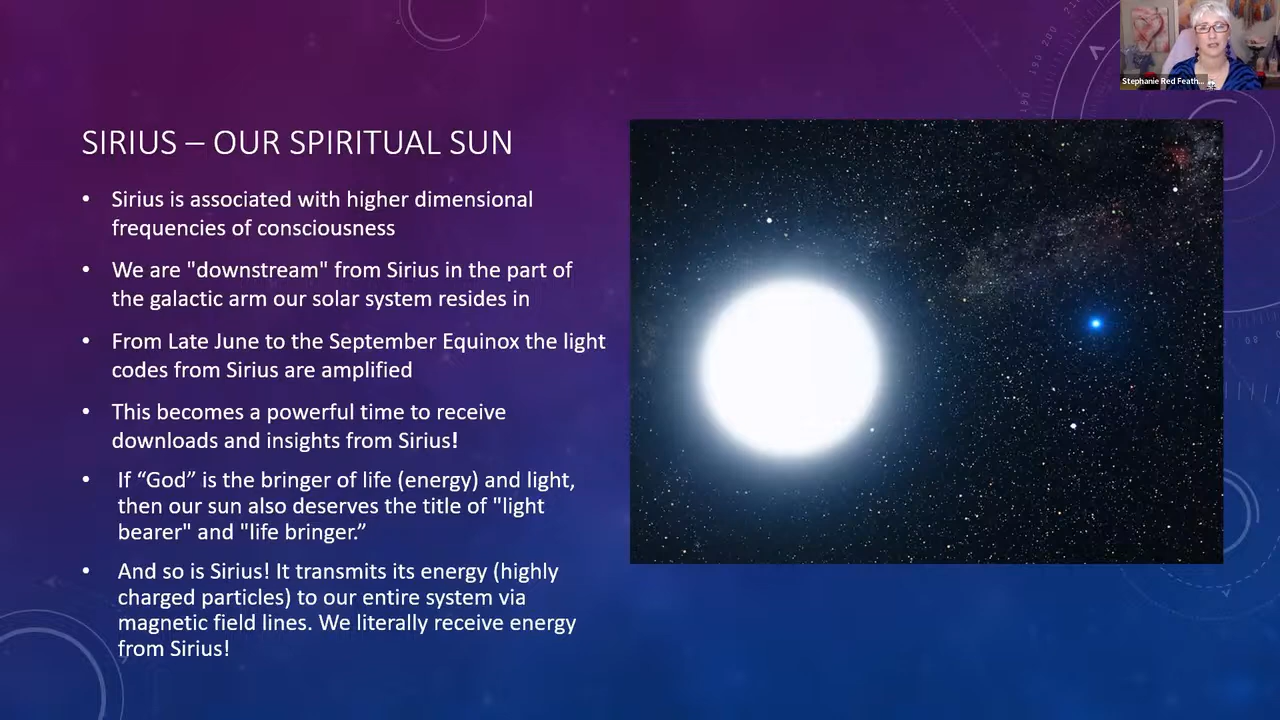 Stephanie Red Feath...
SIRIUS – OUR SPIRITUAL SUN
• Sirius is associated with higher dimensional
frequencies of consciousness
• We are "downstream" from Sirius in the part of
the galactic arm our solar system resides in
• From Late June to the September Equinox the light
codes from Sirius are amplified
• This becomes a powerful time to receive
downloads and insights from Sirius!
• If “God” is the bringer of life (energy) and light,
then our sun also deserves the title of "light
bearer" and "life bringer.”
• And so is Sirius! It transmits its energy (highly
charged particles) to our entire system via
magnetic field lines. We literally receive energy
from Sirius!
190 200 210